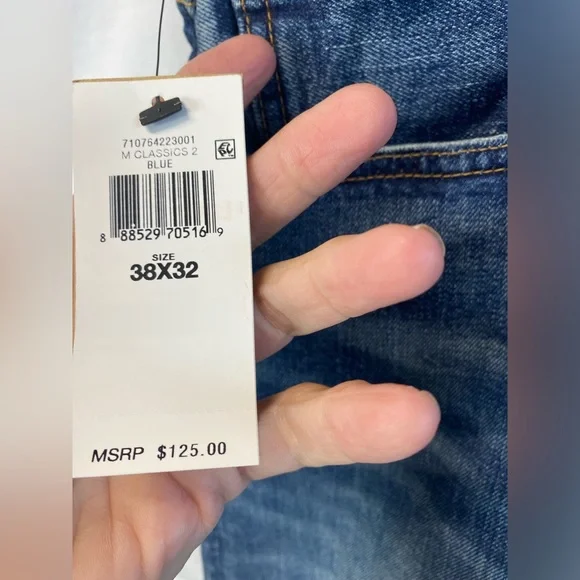 710764223001
M CLASSICS 2
BLUE
8 88529 70516 9
SIZE
38X32
MSRP $125.00